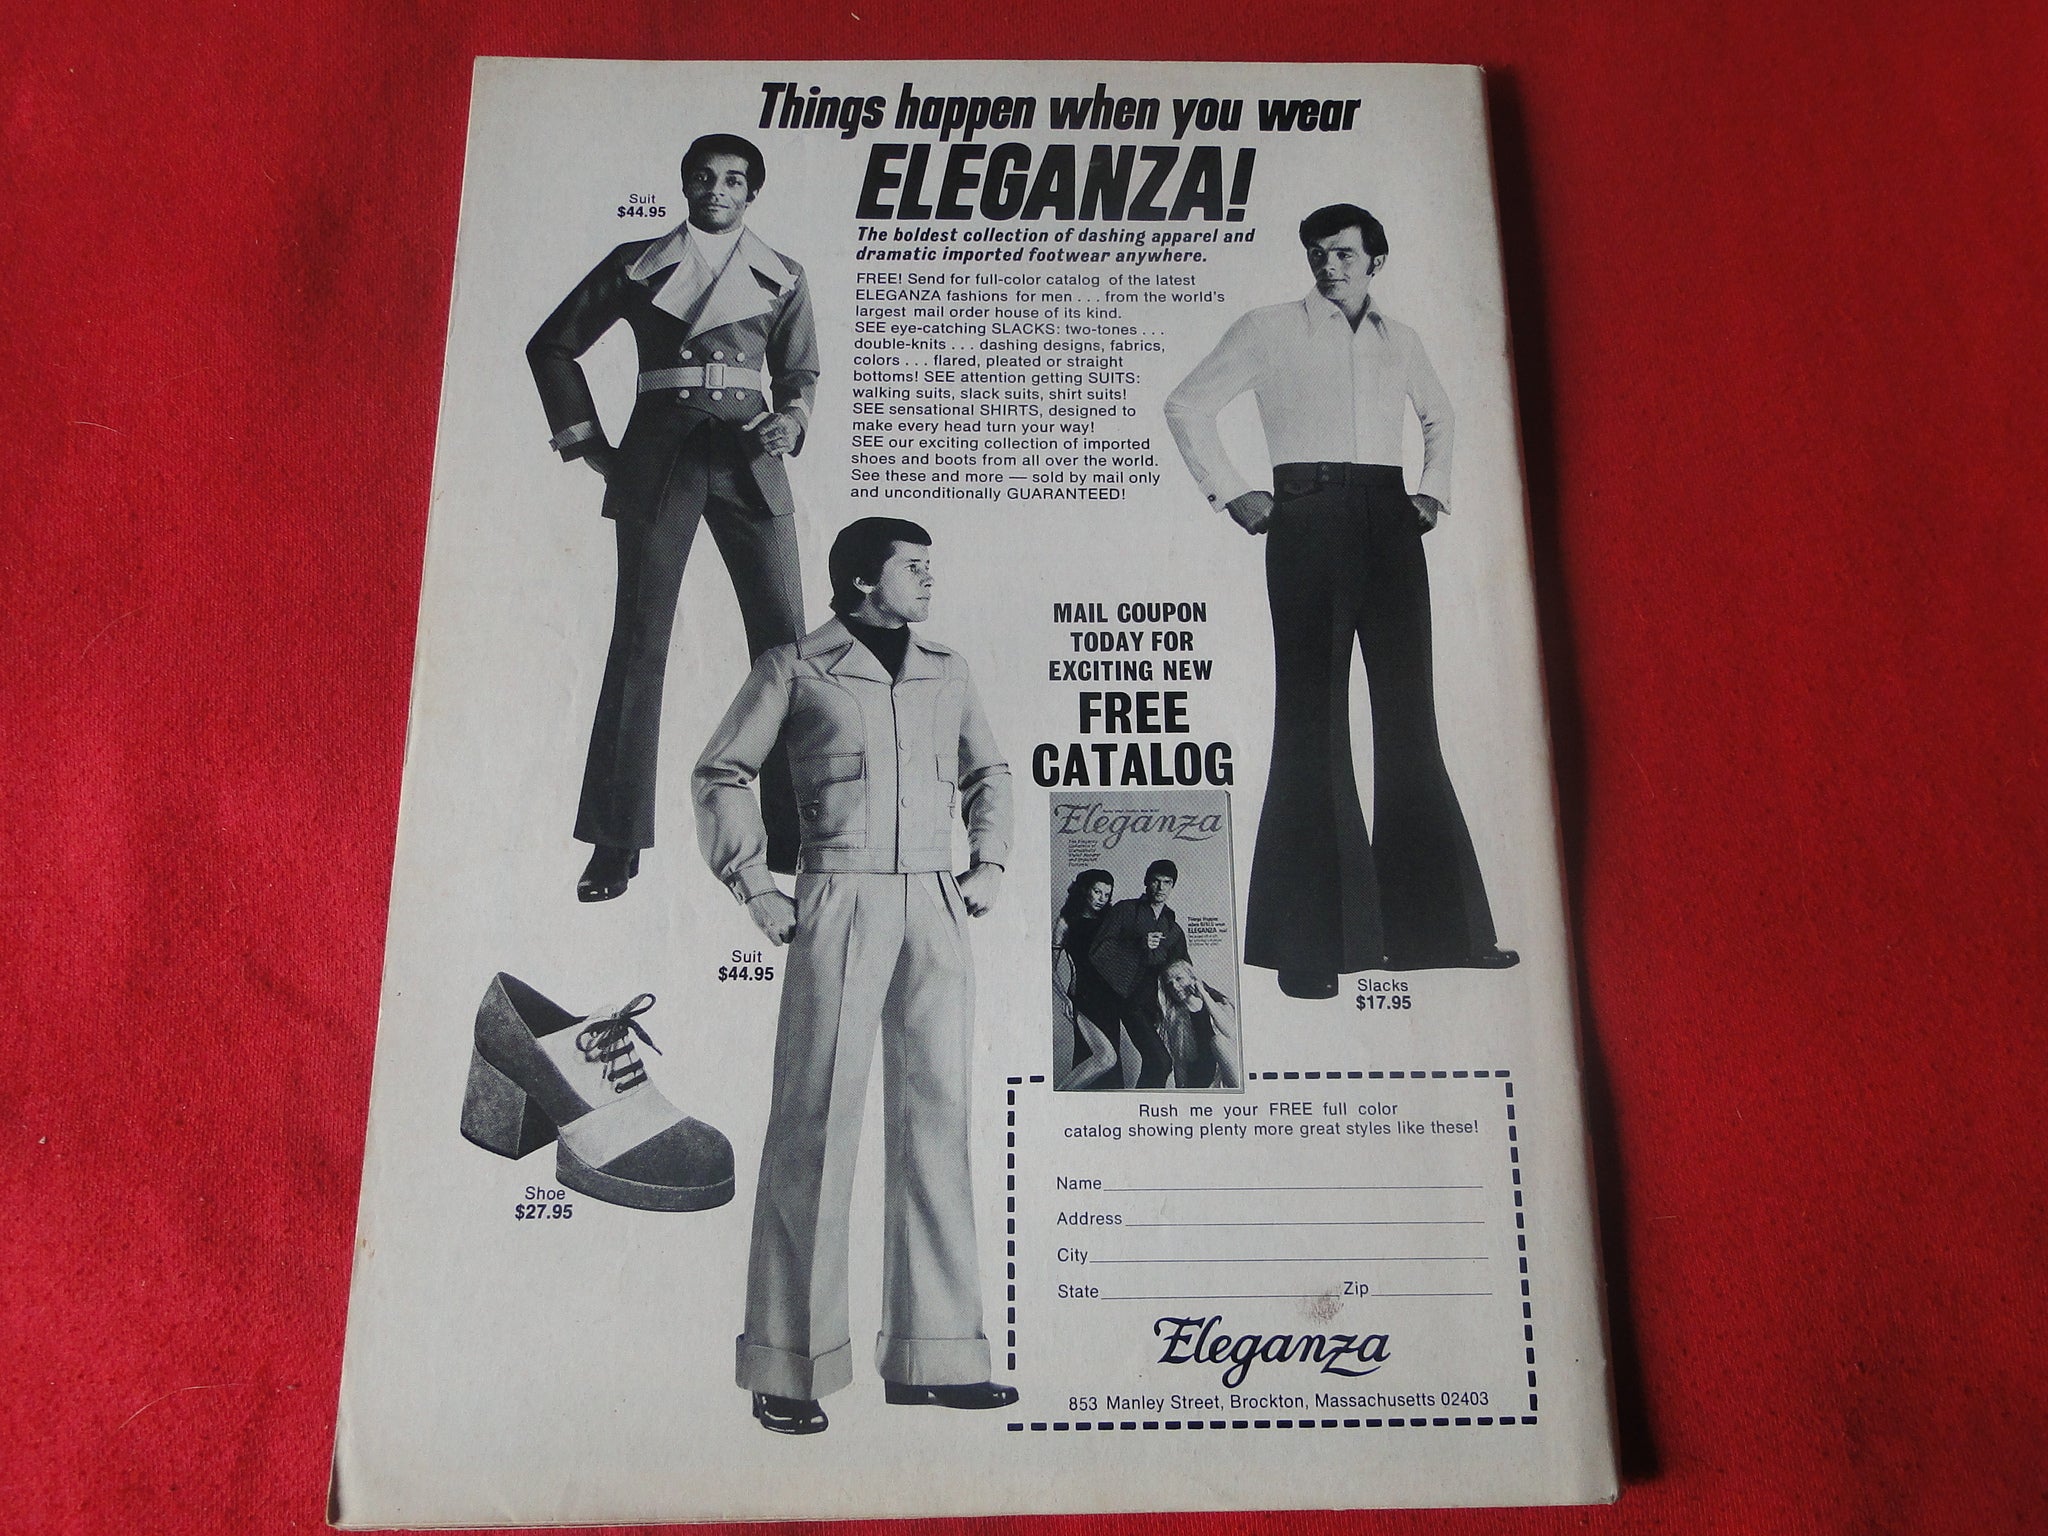 Things happen when you wear
ELEGANZA!
The boldest collection of dashing apparel and
dramatic imported footwear anywhere.
FREE! Send for full-color catalog of the latest
ELEGANZA fashions for men . . . from the world's
largest mail order house of its kind.
SEE eye-catching SLACKS: two-tones . . .
double-knits . . . dashing designs, fabrics,
colors . . . flared, pleated or straight
bottoms! SEE attention getting SUITS:
walking suits, slack suits, shirt suits!
SEE sensational SHIRTS, designed to
make every head turn your way!
SEE our exciting collection of imported
shoes and boots from all over the world.
See these and more — sold by mail only
and unconditionally GUARANTEED!
Suit
$44.95
MAIL COUPON
TODAY FOR
EXCITING NEW
FREE
CATALOG
Eleganza
Things Happen
ELEGANZA
Suit
$44.95
Slacks
$17.95
Shoe
$27.95
Rush me your FREE full color
catalog showing plenty more great styles like these!
Name
Address
City
State Zip
Eleganza
853 Manley Street, Brockton, Massachusetts 02403